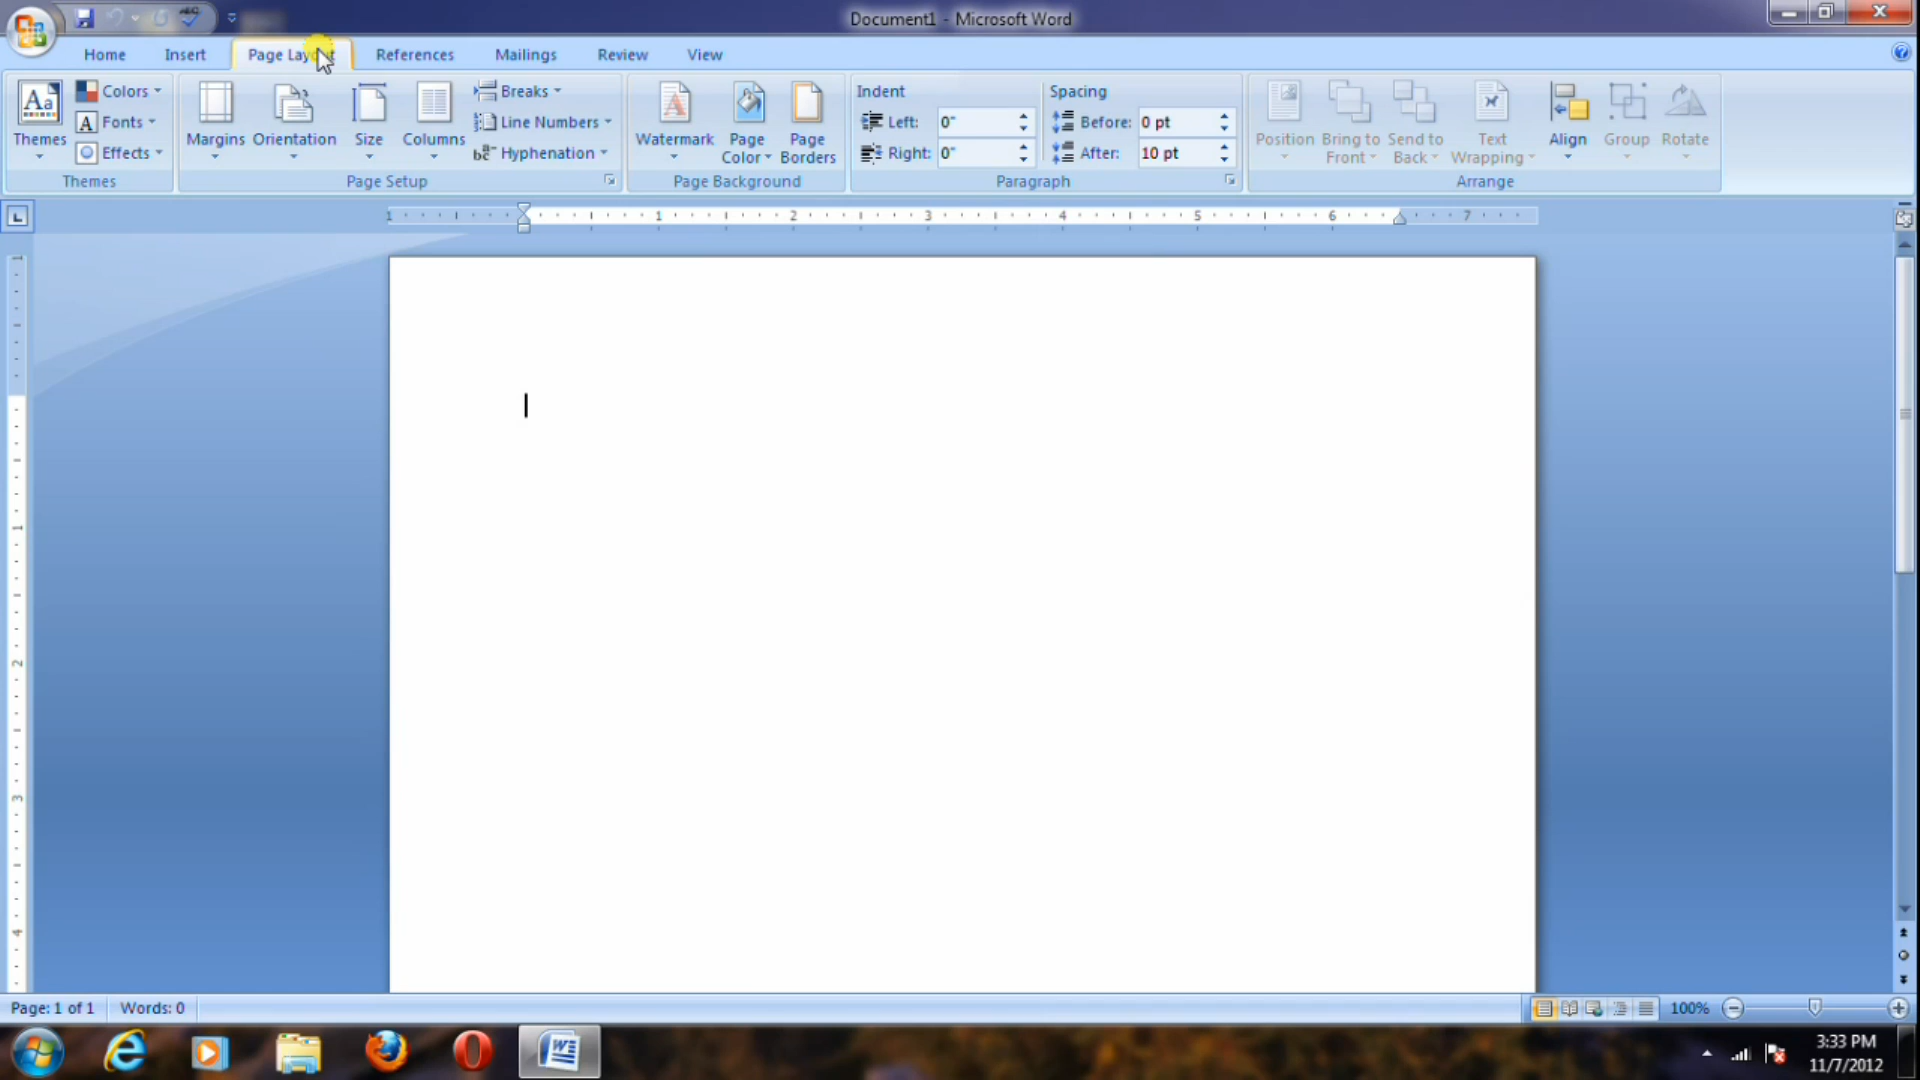 Document1 - Microsoft Word
Home Insert Page Layout References Mailings Review View
Themes Colors Fonts Effects Themes
Margins Orientation Size Columns Breaks Line Numbers Hyphenation Page Setup
Watermark Page Color Page Borders Page Background
Indent Left: 0" Right: 0" Spacing Before: 0 pt After: 10 pt Paragraph
Position Bring to Front Send to Back Text Wrapping Align Group Rotate Arrange
1 1 2 3 4 5 6 7
1
2
3
4
Page: 1 of 1 Words: 0 100%
3:33 PM
11/7/2012